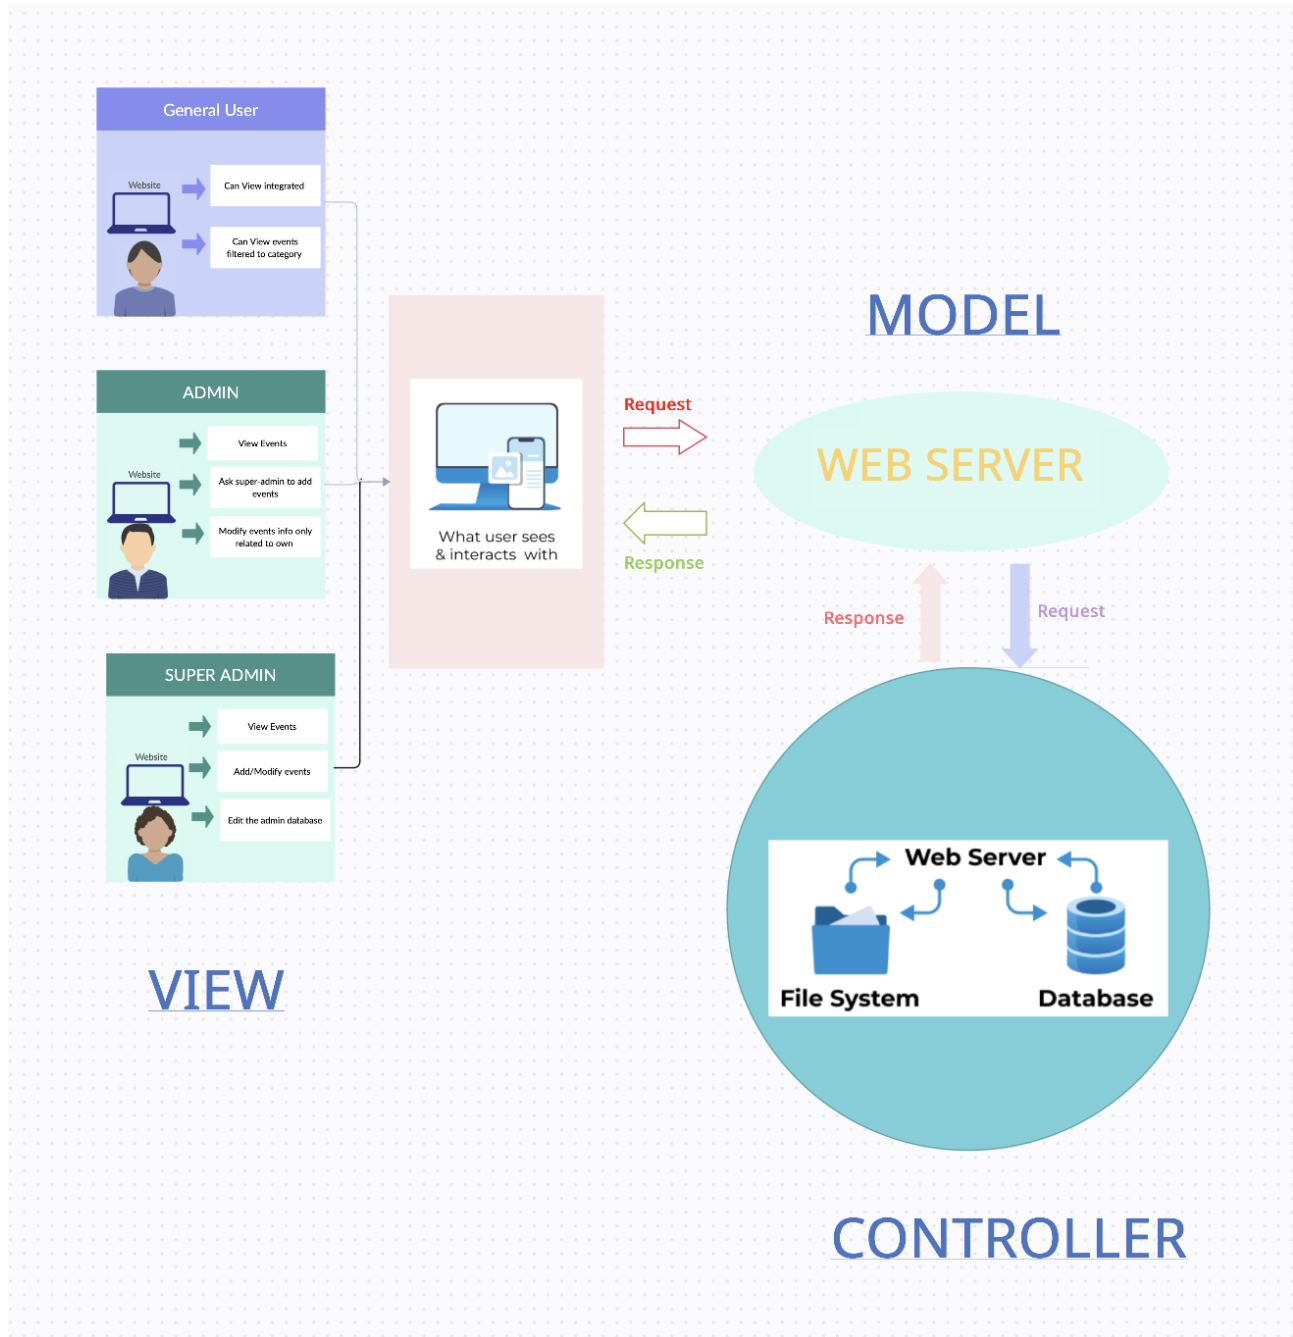 General User
Website
Can View integrated
Can View events
filtered to category
ADMIN
View Events
Website
Ask super-admin to add
events
Modify events info only
related to own
SUPER ADMIN
View Events
Website
Add/Modify events
Edit the admin database
VIEW
What user sees
& interacts with
Request
Response
MODEL
WEB SERVER
Response
Request
Web Server
File System
Database
CONTROLLER